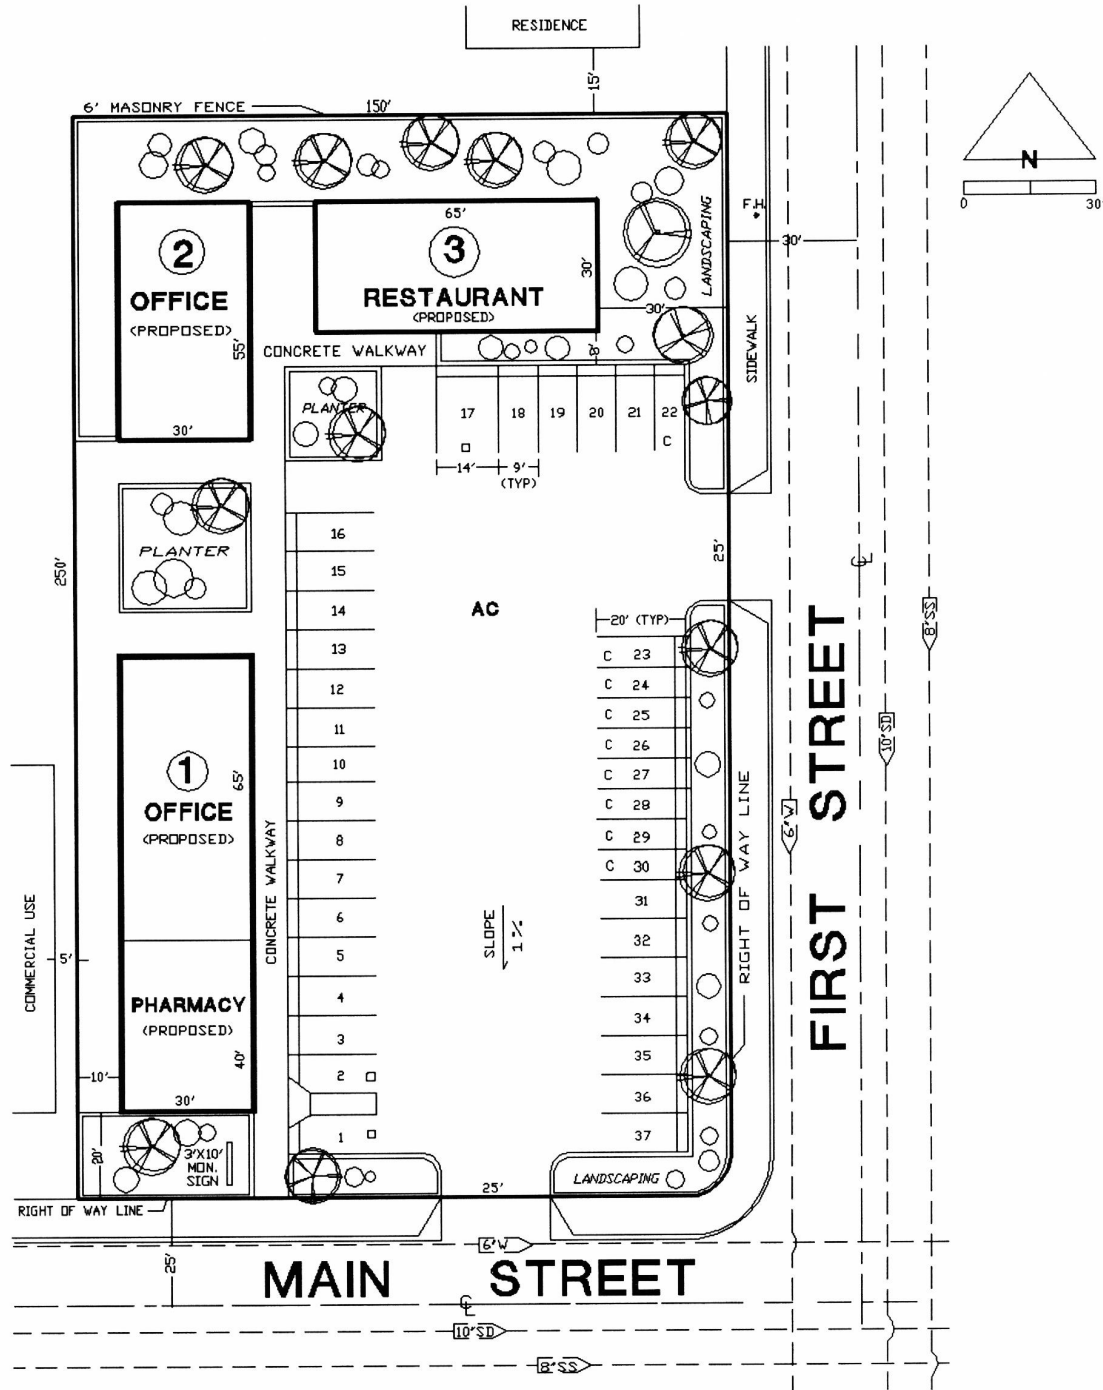 RESIDENCE
15'
6' MASONRY FENCE
150'
N
0
30'
F.H.
30'
LANDSCAPING
2
OFFICE
(PROPOSED)
55'
30'
65'
3
RESTAURANT
(PROPOSED)
30'
30'
8'
SIDEWALK
CONCRETE WALKWAY
PLANTER
17
18
19
20
21
22
C
14'
9'
(TYP)
PLANTER
250'
25'
16
15
14
13
12
11
10
9
8
7
6
5
4
3
2
1
AC
20' (TYP)
C 23
C 24
C 25
C 26
C 27
C 28
C 29
C 30
31
32
33
34
35
36
37
1
OFFICE
(PROPOSED)
65'
PHARMACY
(PROPOSED)
40'
30'
10'
5'
COMMERCIAL USE
CONCRETE WALKWAY
SLOPE
1 %
RIGHT OF WAY LINE
FIRST STREET
CL
6"W
10"SD
8"SS
20'
3'X10'
MON.
SIGN
25'
LANDSCAPING
RIGHT OF WAY LINE
25'
6"W
MAIN STREET
CL
10"SD
8"SS